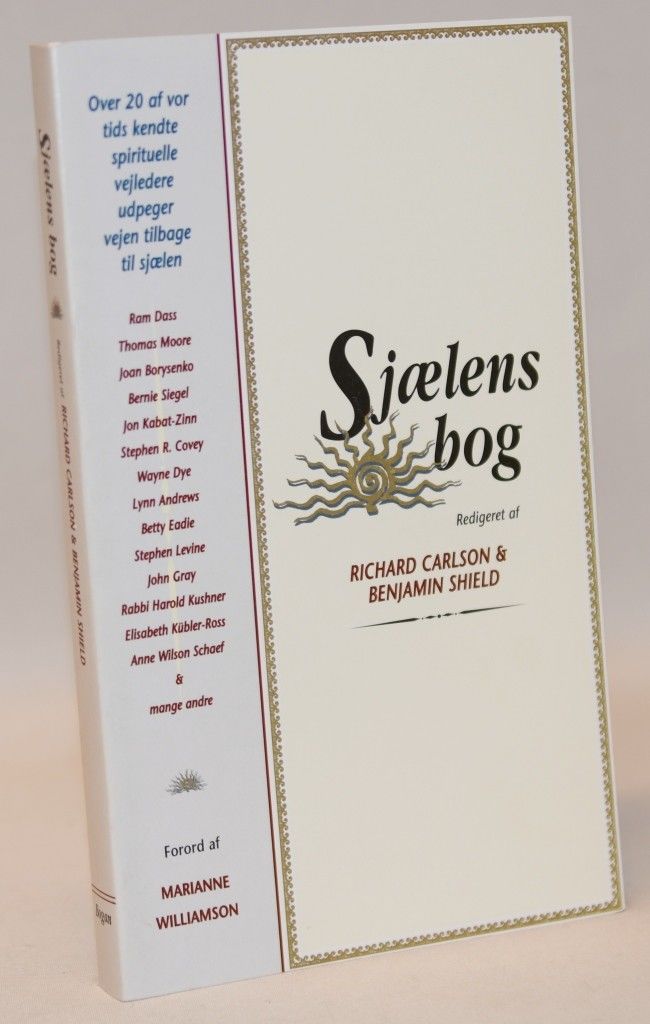 Sjælens bog
Redigeret af RICHARD CARLSON & BENJAMIN SHIELD
Borgen
Over 20 af vor
tids kendte
spirituelle
vejledere
udpeger
vejen tilbage
til sjælen
Ram Dass
Thomas Moore
Joan Borysenko
Bernie Siegel
Jon Kabat-Zinn
Stephen R. Covey
Wayne Dye
Lynn Andrews
Betty Eadie
Stephen Levine
John Gray
Rabbi Harold Kushner
Elisabeth Kübler-Ross
Anne Wilson Schaef
&
mange andre
Forord af
MARIANNE
WILLIAMSON
Sjælens
bog
Redigeret af
RICHARD CARLSON &
BENJAMIN SHIELD